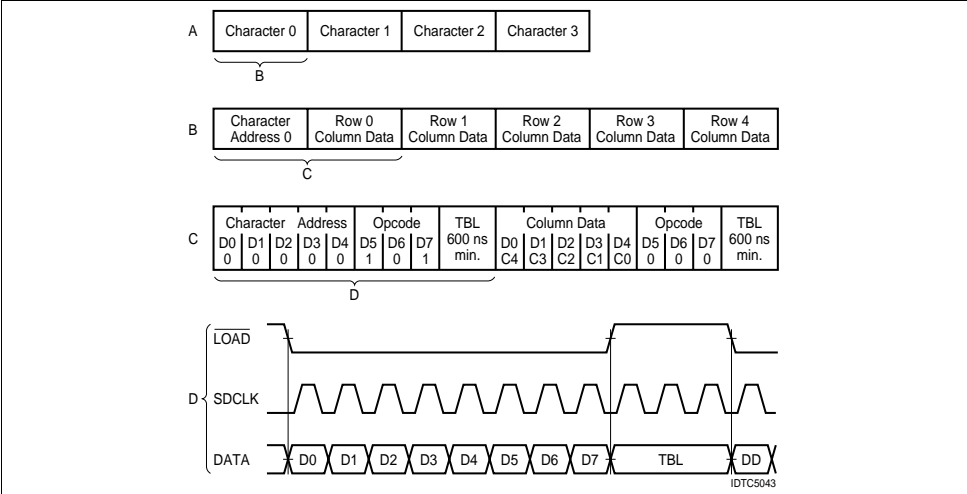 A Character 0 Character 1 Character 2 Character 3
B
B Character Address 0 Row 0 Column Data Row 1 Column Data Row 2 Column Data Row 3 Column Data Row 4 Column Data
C
Character Address Opcode TBL Column Data Opcode TBL
C D0 D1 D2 D3 D4 D5 D6 D7 600 ns D0 D1 D2 D3 D4 D5 D6 D7 600 ns
0 0 0 0 0 1 0 1 min. C4 C3 C2 C1 C0 0 0 0 min.
D
LOAD
D SDCLK
DATA D0 D1 D2 D3 D4 D5 D6 D7 TBL DD
IDTC5043